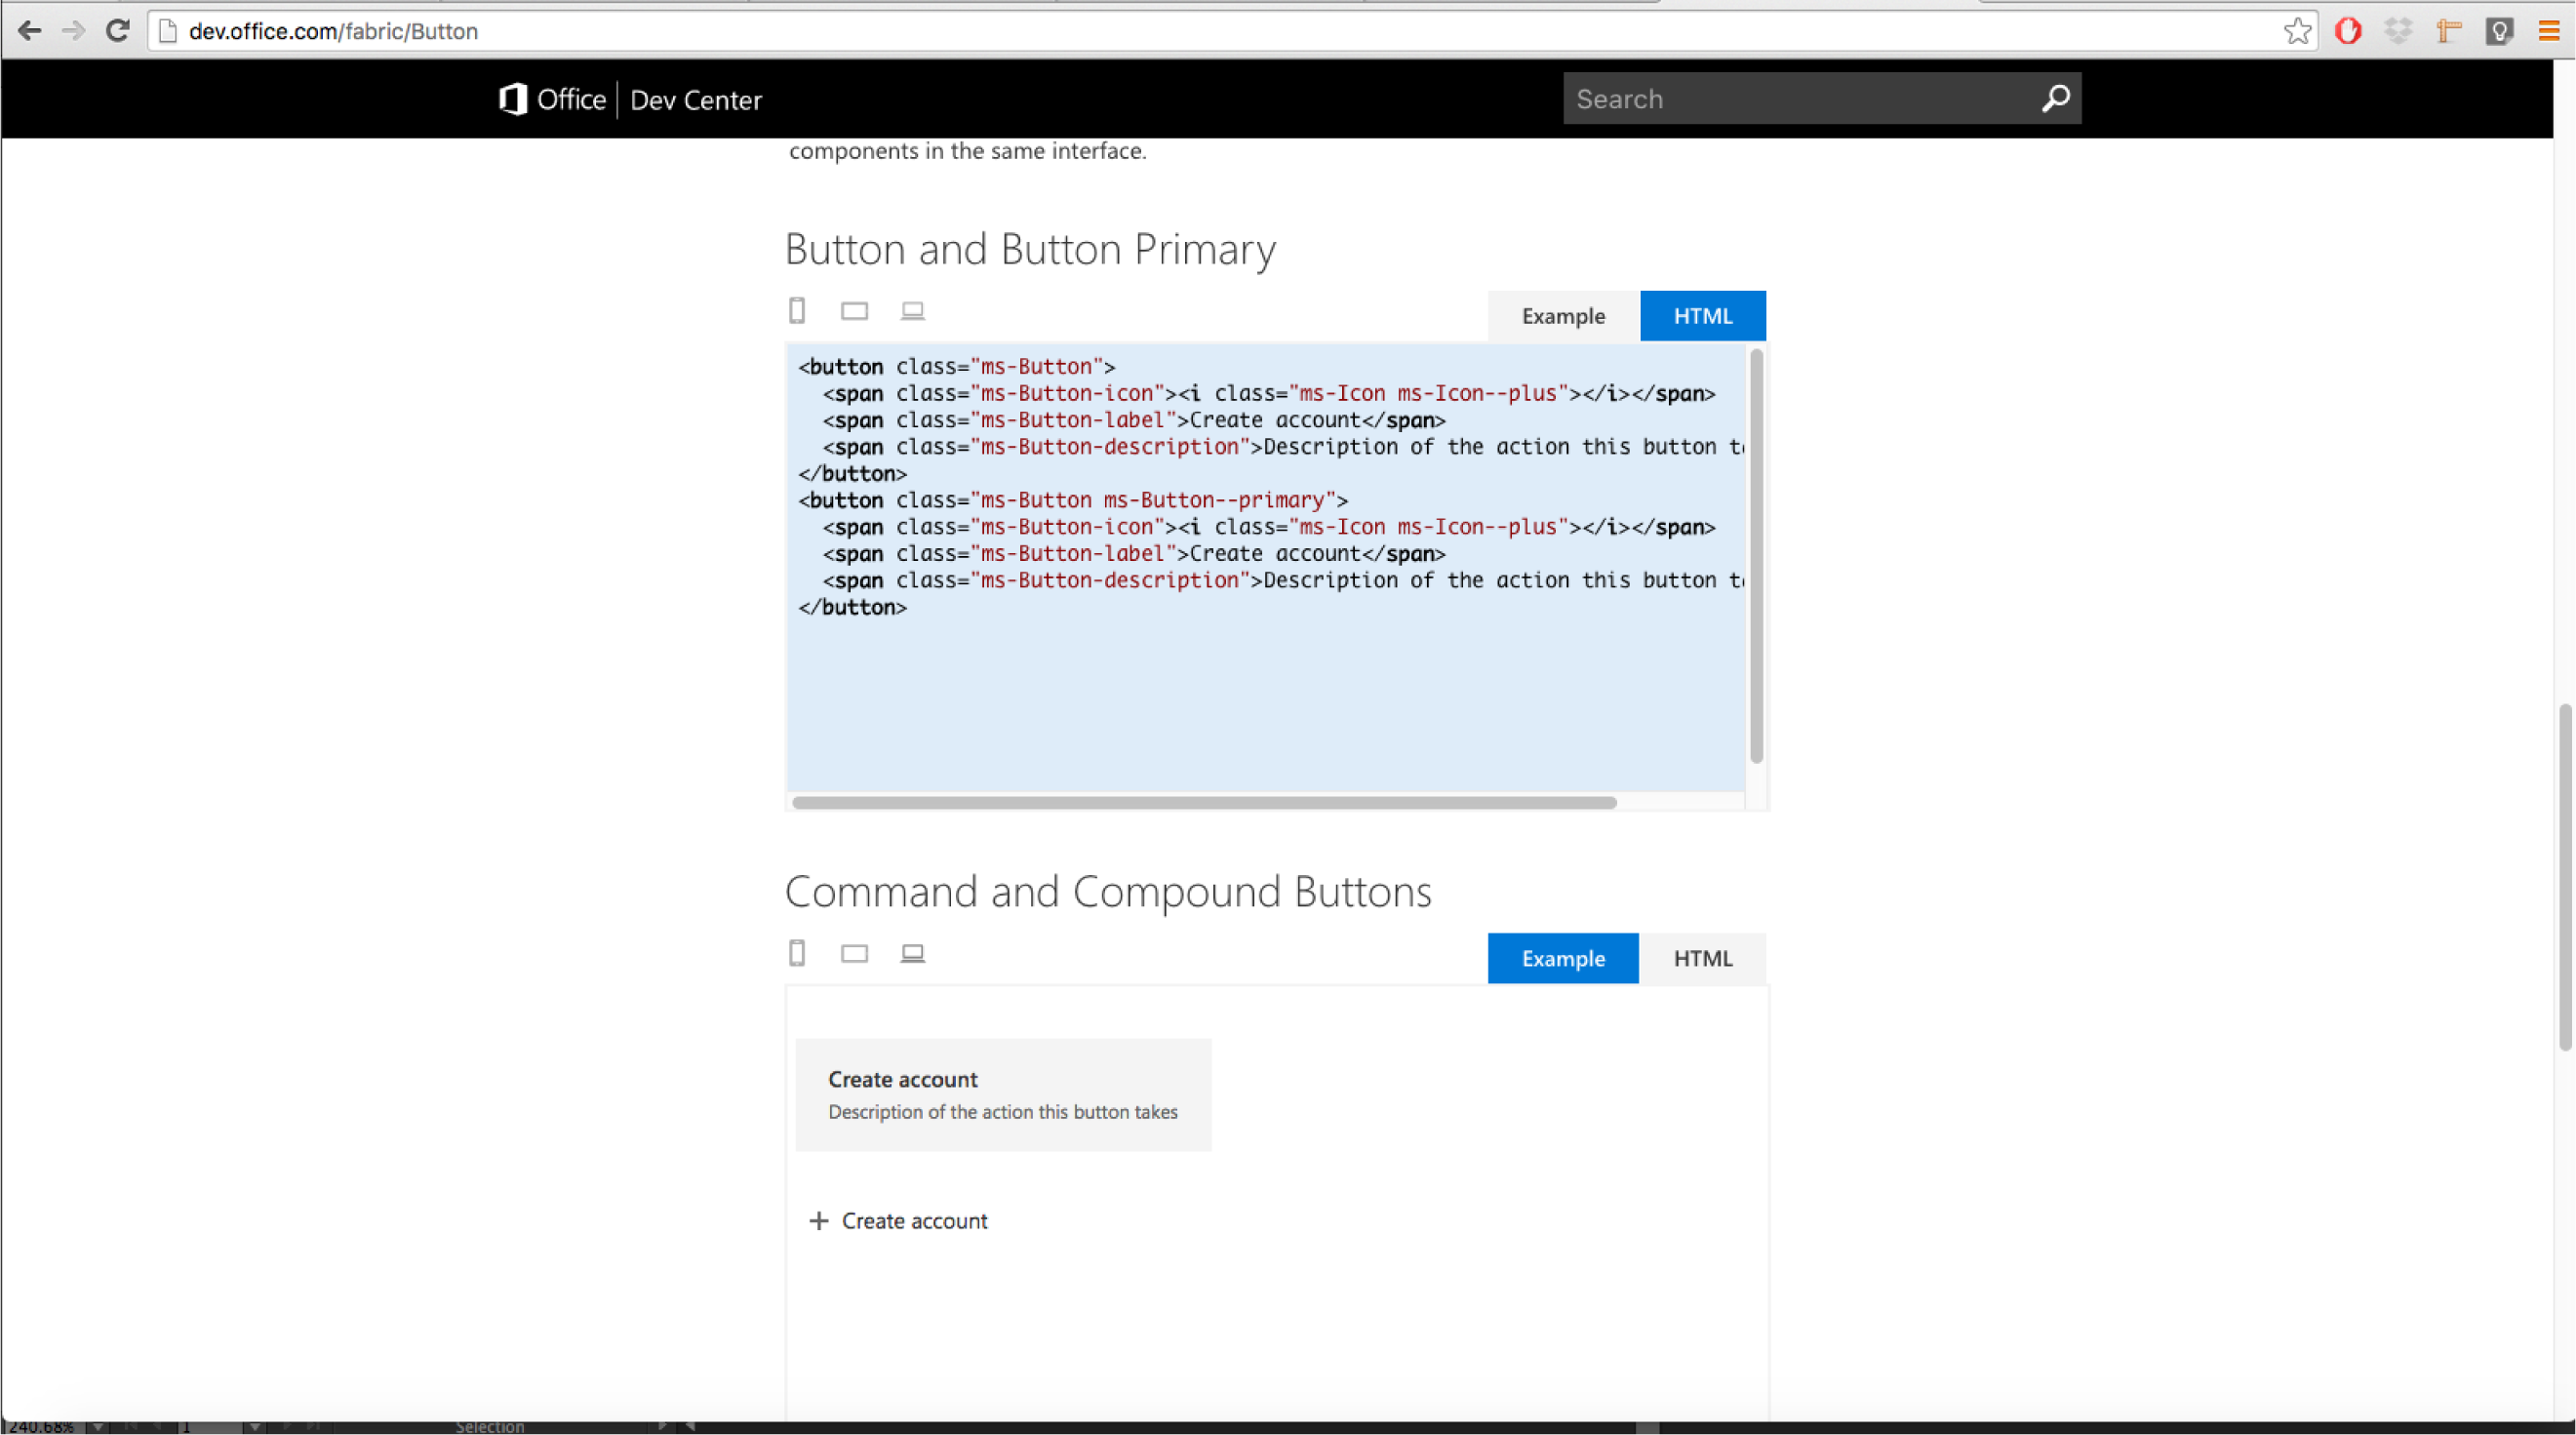 dev.office.com/fabric/Button
Office | Dev Center
Search
components in the same interface.
Button and Button Primary
Example
HTML
<button class="ms-Button">
  <span class="ms-Button-icon"><i class="ms-Icon ms-Icon--plus"></i></span>
  <span class="ms-Button-label">Create account</span>
  <span class="ms-Button-description">Description of the action this button
</button>
<button class="ms-Button ms-Button--primary">
  <span class="ms-Button-icon"><i class="ms-Icon ms-Icon--plus"></i></span>
  <span class="ms-Button-label">Create account</span>
  <span class="ms-Button-description">Description of the action this button
</button>
Command and Compound Buttons
Example
HTML
Create account
Description of the action this button takes
+ Create account
240.68%
1
Selection